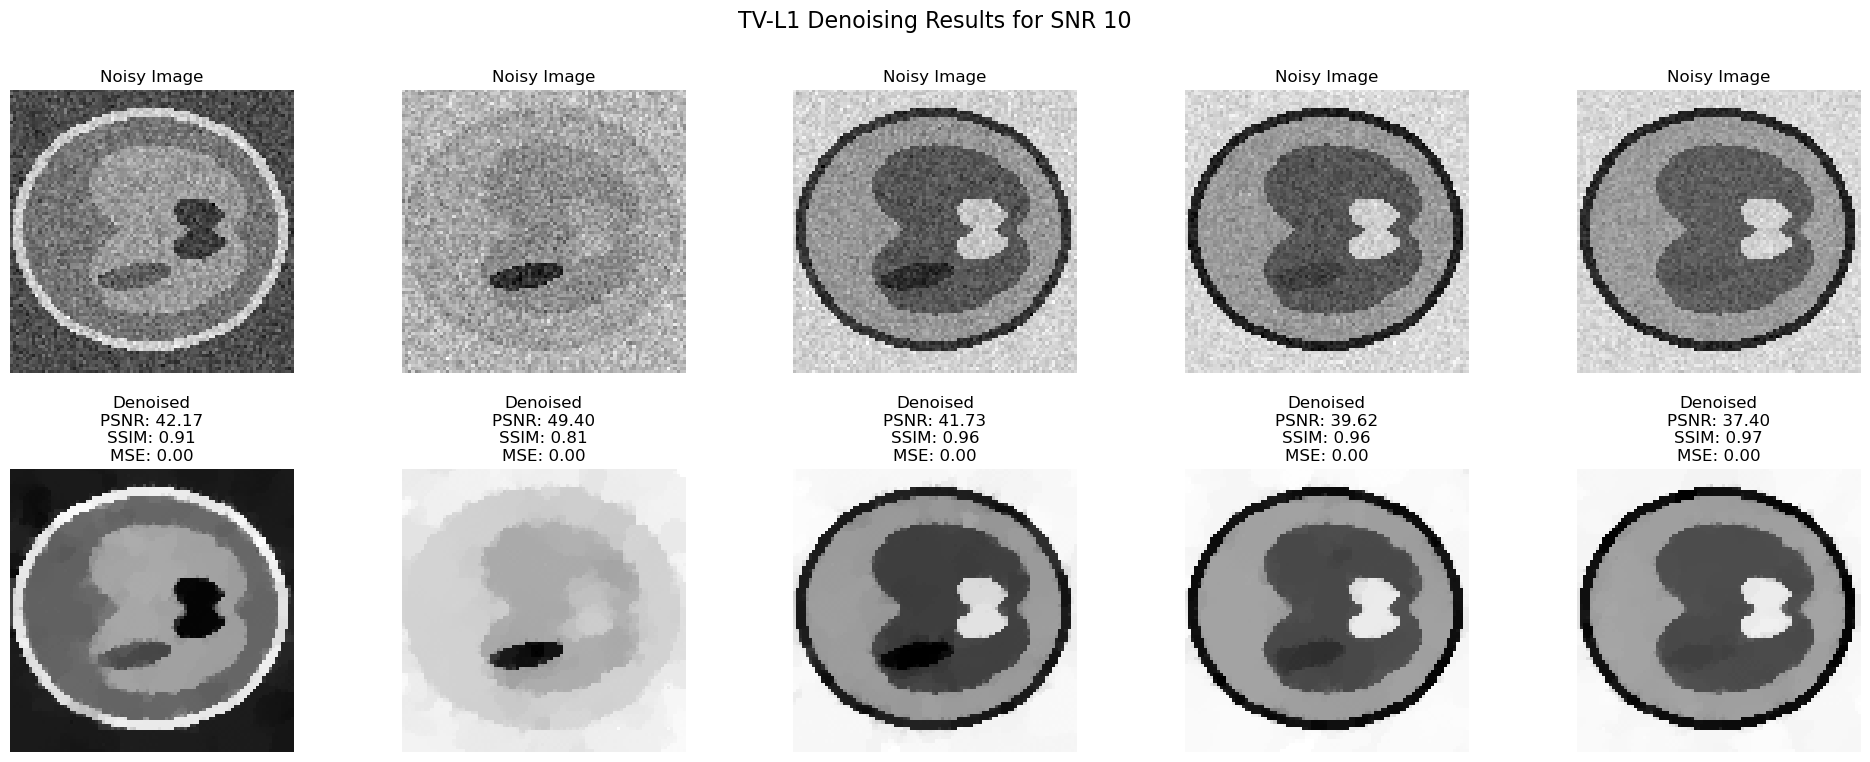 TV-L1 Denoising Results for SNR 10
Noisy Image
Noisy Image
Noisy Image
Noisy Image
Noisy Image
Denoised
PSNR: 42.17
SSIM: 0.91
MSE: 0.00
Denoised
PSNR: 49.40
SSIM: 0.81
MSE: 0.00
Denoised
PSNR: 41.73
SSIM: 0.96
MSE: 0.00
Denoised
PSNR: 39.62
SSIM: 0.96
MSE: 0.00
Denoised
PSNR: 37.40
SSIM: 0.97
MSE: 0.00